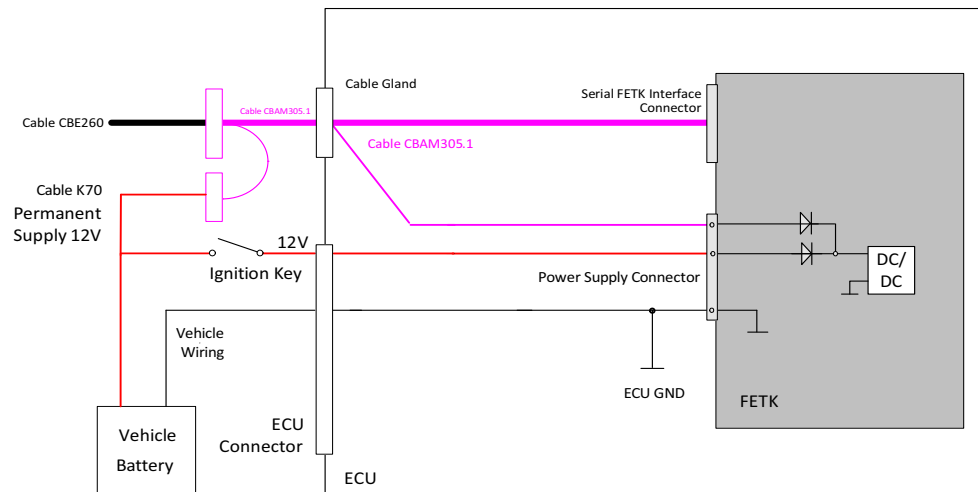 Cable Gland
Serial FETK Interface
Connector
Cable CBAM305.1
Cable CBE260
Cable CBAM305.1
Cable K70
Permanent
Supply 12V
12V
Ignition Key
Power Supply Connector
DC/
DC
Vehicle
Wiring
ECU GND
FETK
ECU
Connector
Vehicle
Battery
ECU